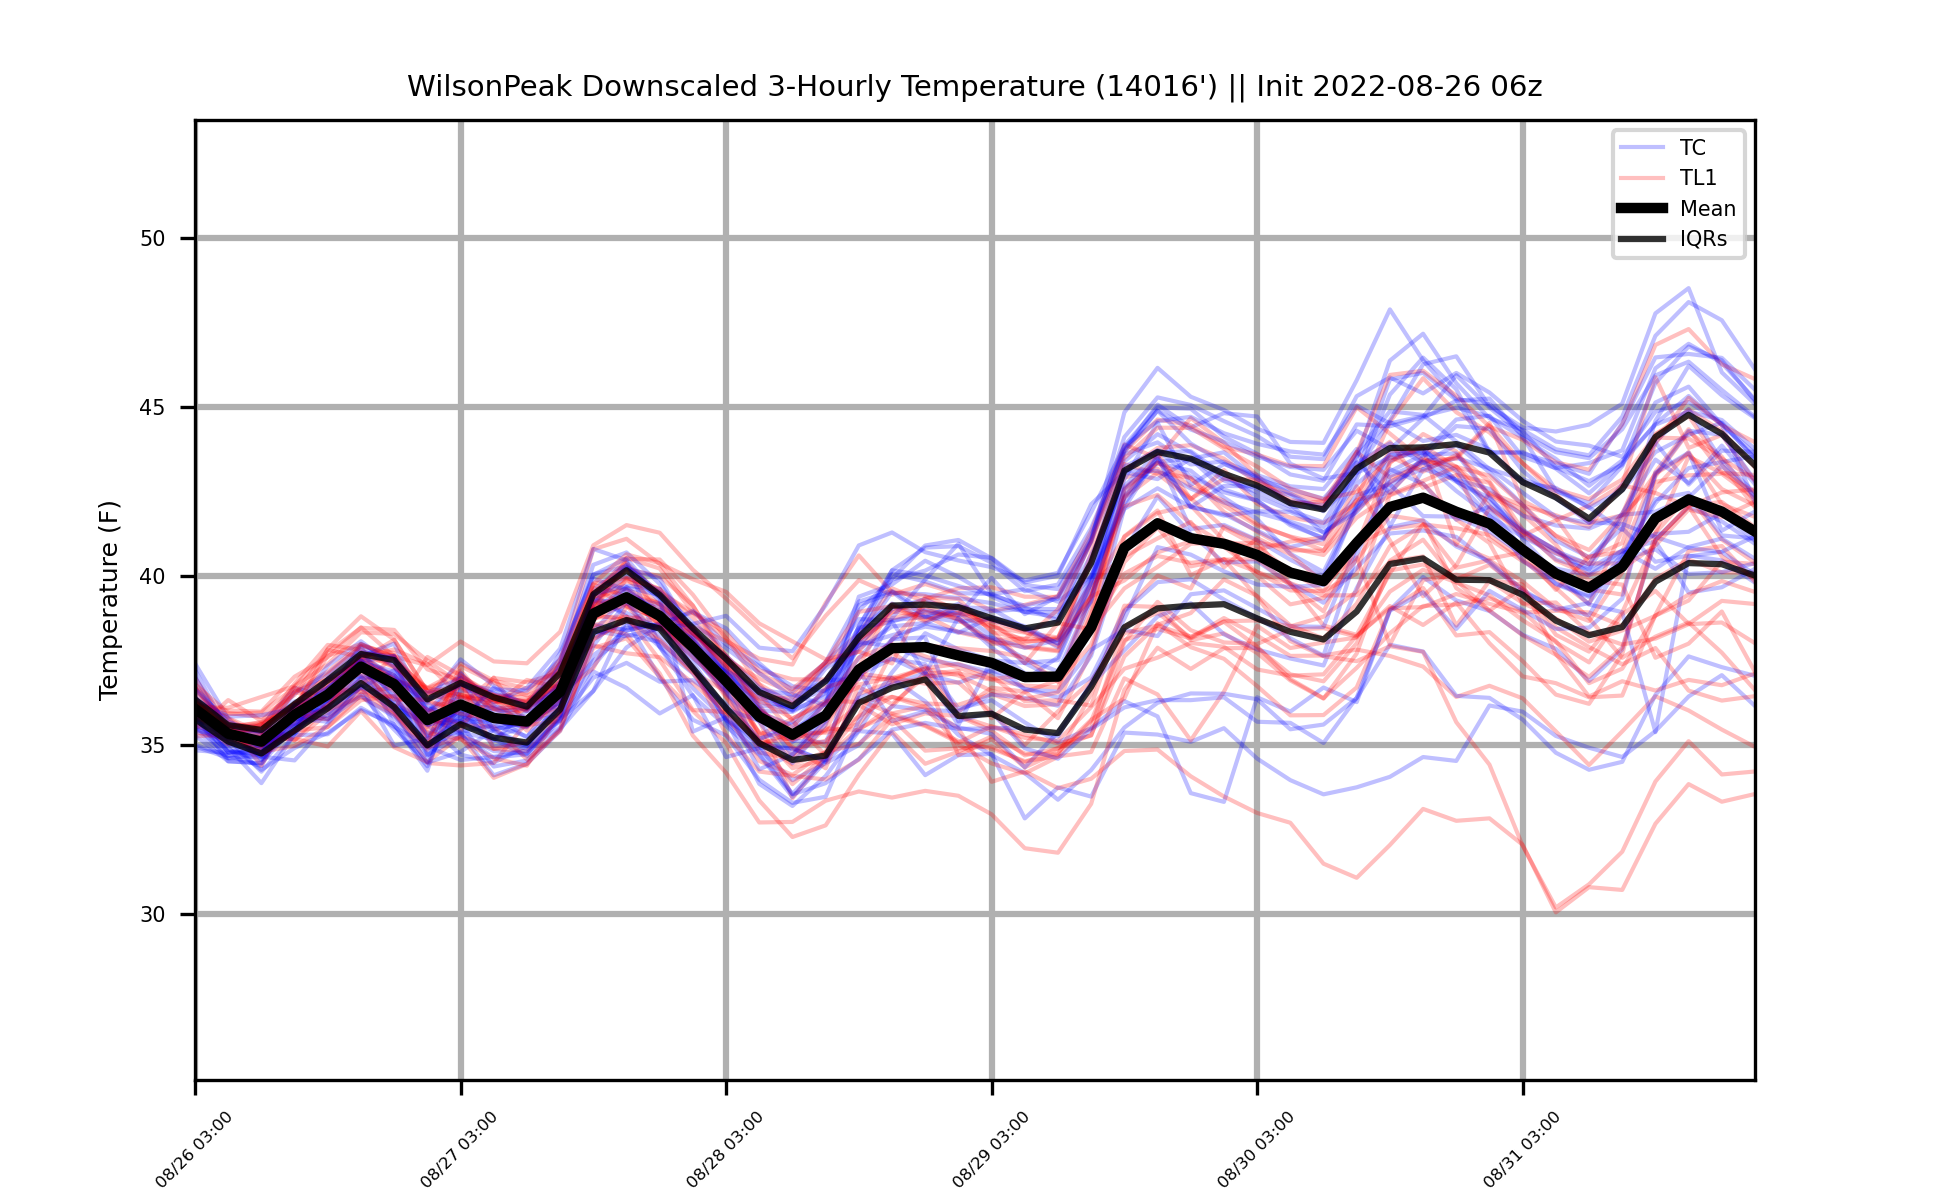 WilsonPeak Downscaled 3-Hourly Temperature (14016') || Init 2022-08-26 06z
TC
TL1
Mean
IQRs
Temperature (F)
50
45
40
35
30
08/26 03:00
08/27 03:00
08/28 03:00
08/29 03:00
08/30 03:00
08/31 03:00